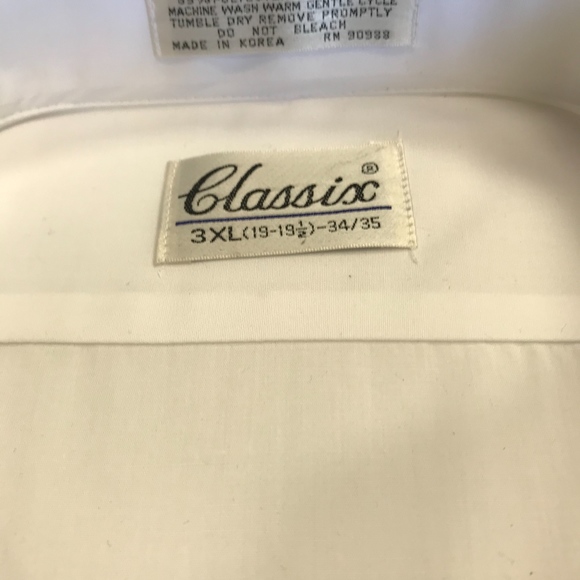 MACHINE WASH WARM GENTLE CYCLE
TUMBLE DRY REMOVE PROMPTLY
DO NOT BLEACH
MADE IN KOREA RN 90988
Classix®
3XL(19-19½)-34/35